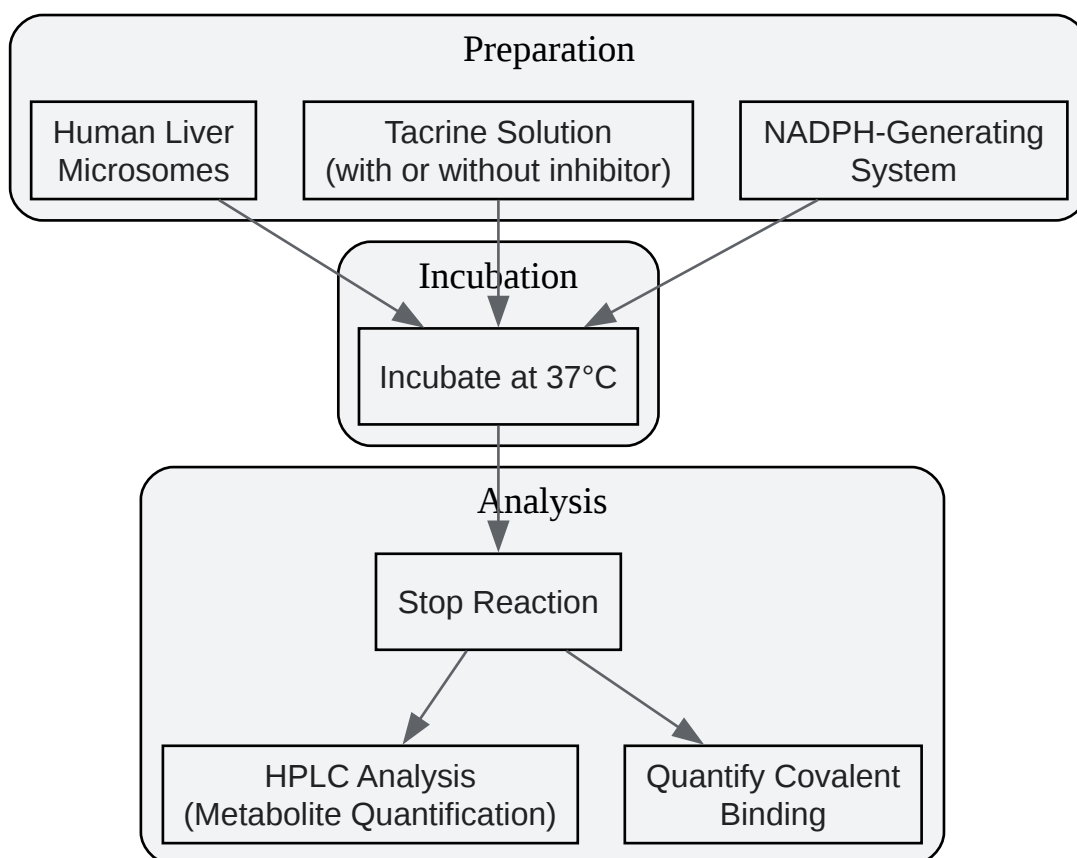 Preparation
Human Liver
Microsomes
Tacrine Solution
(with or without inhibitor)
NADPH-Generating
System
Incubation
Incubate at 37°C
Analysis
Stop Reaction
HPLC Analysis
(Metabolite Quantification)
Quantify Covalent
Binding